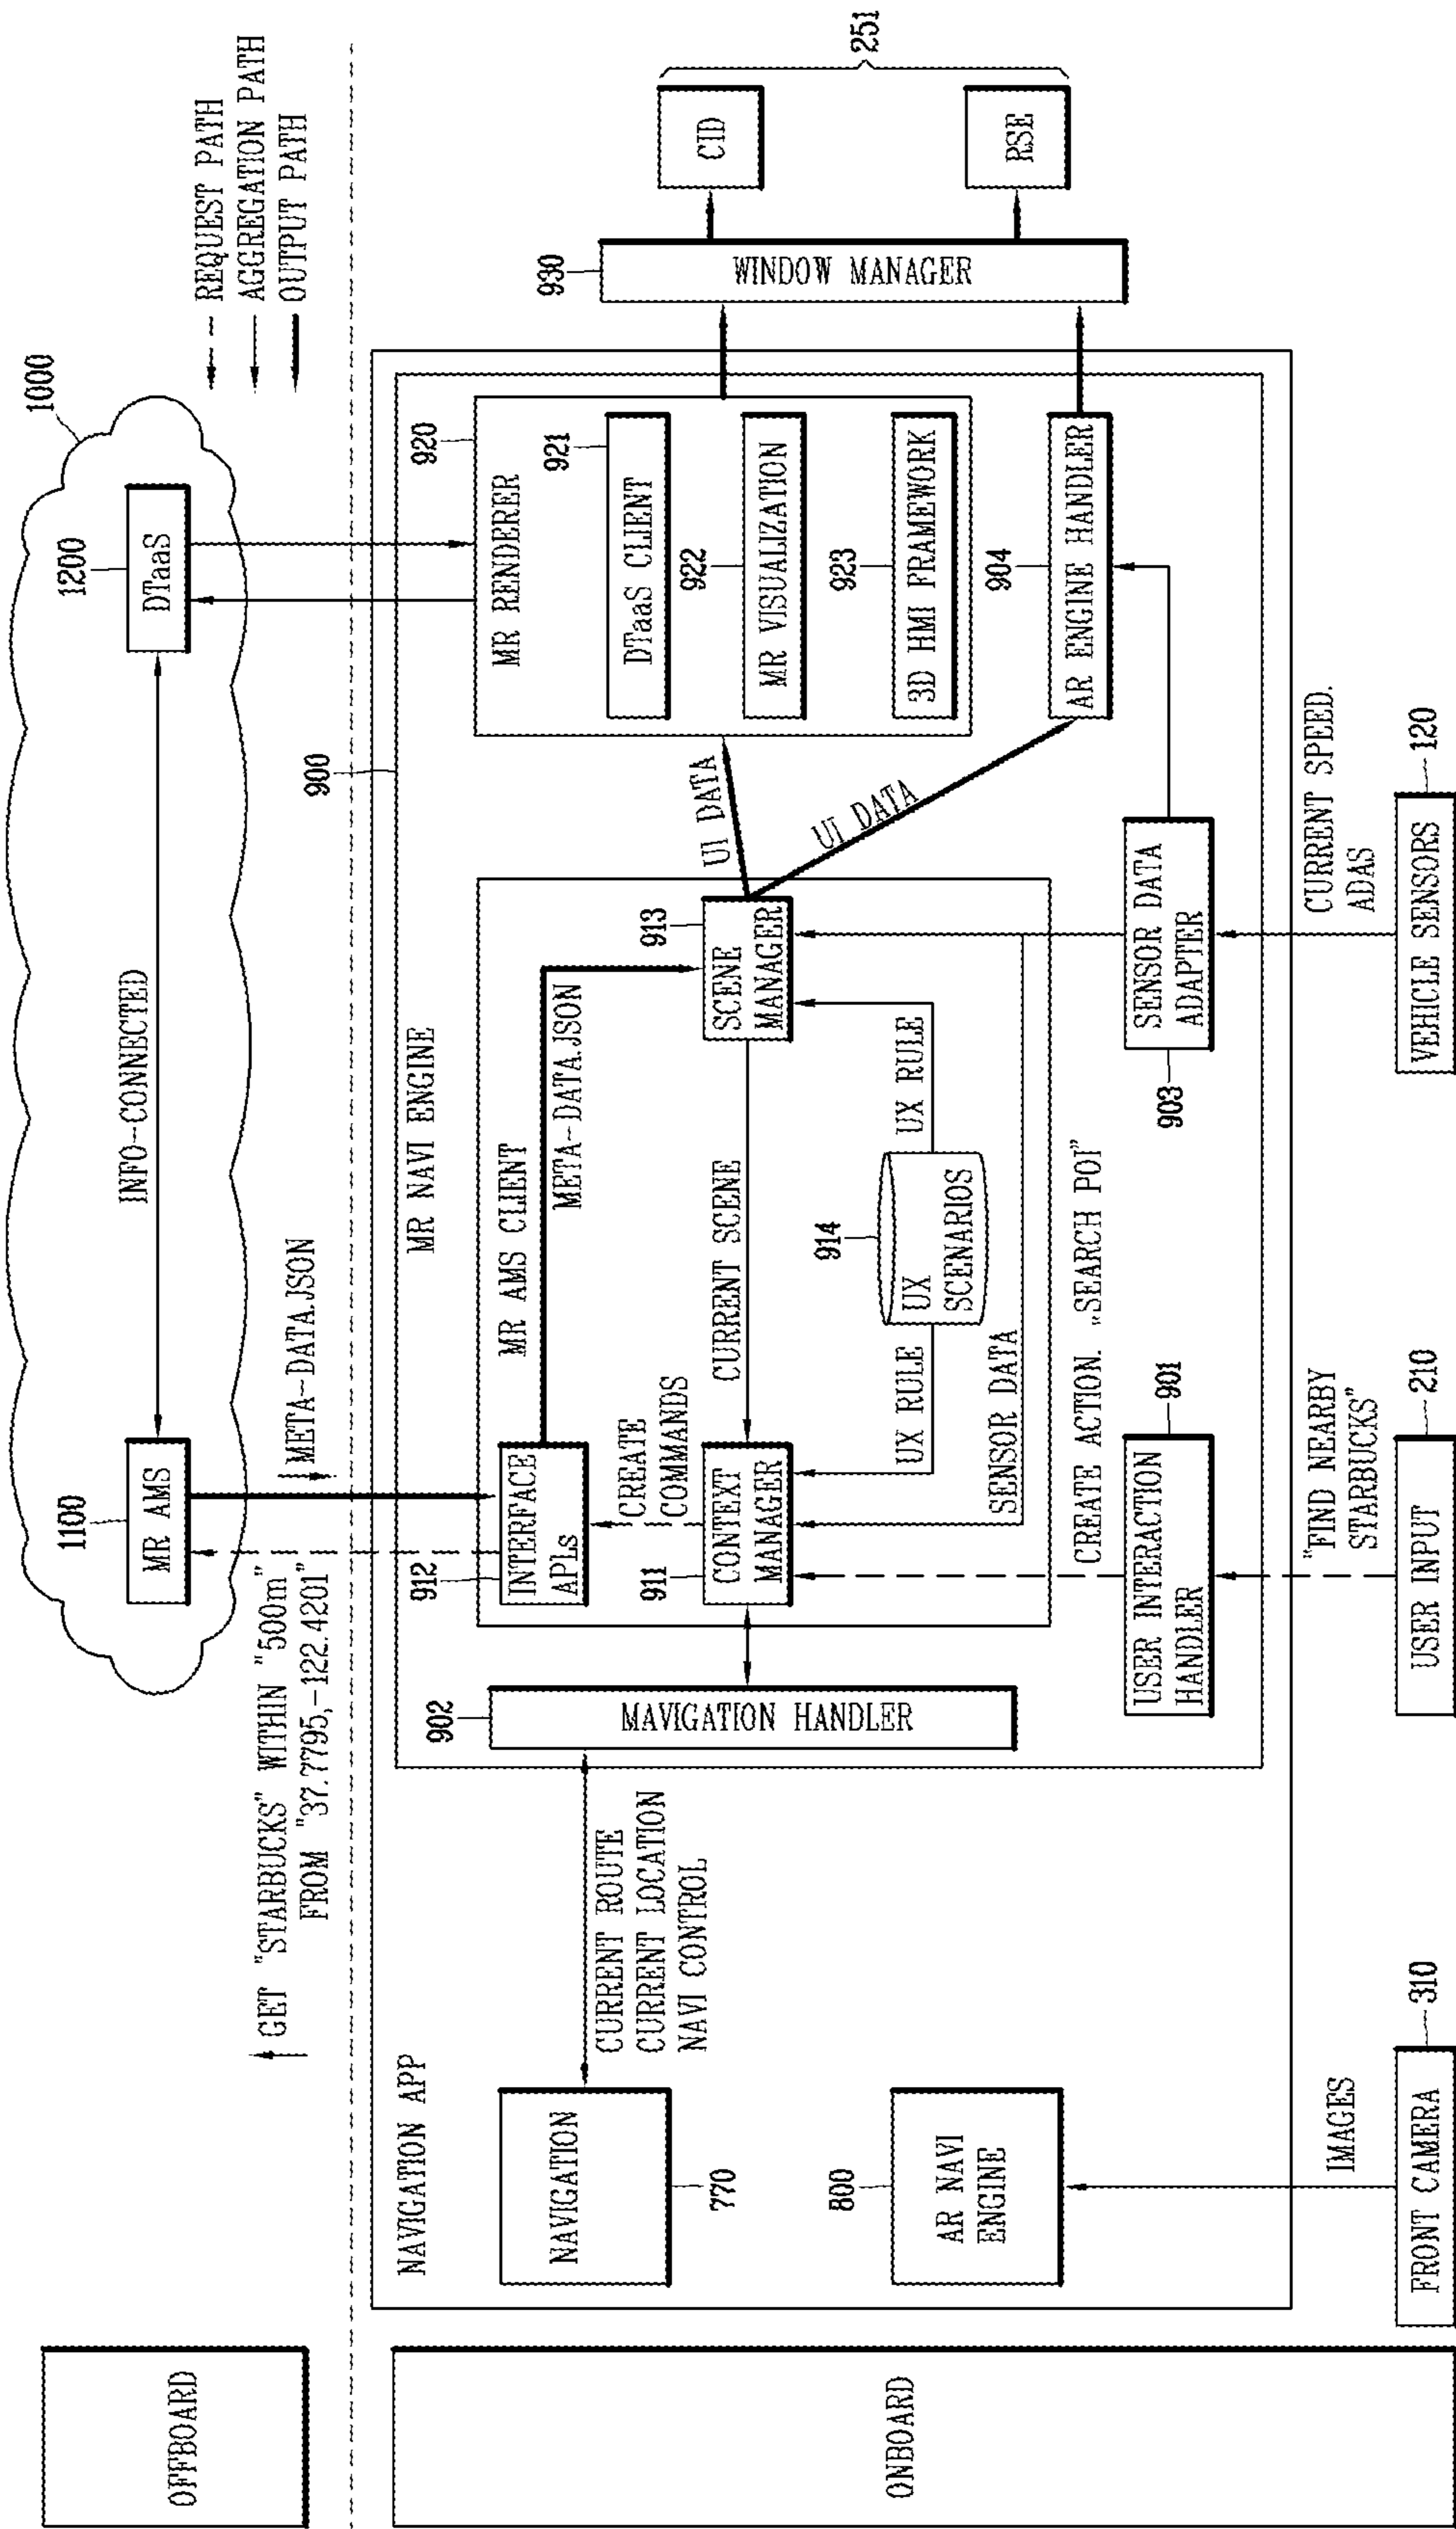 OFFBOARD
ONBOARD
1000
REQUEST PATH
AGGREGATION PATH
OUTPUT PATH
1100
MR AMS
INFO-CONNECTED
1200
DTaaS
GET "STARBUCKS" WITHIN "500m"
FROM "37.7795,-122.4201"
META-DATA.JSON
NAVIGATION APP
NAVIGATION
770
AR NAVI
ENGINE
800
CURRENT ROUTE
CURRENT LOCATION
NAVI CONTROL
MR NAVI ENGINE
900
902
MAVIGATION HANDLER
MR AMS CLIENT
912
INTERFACE
APLs
META-DATA.JSON
CREATE
COMMANDS
911
CONTEXT
MANAGER
CURRENT SCENE
913
SCENE
MANAGER
914
UX
SCENARIOS
UX RULE
UX RULE
SENSOR DATA
UI DATA
UI DATA
920
MR RENDERER
921
DTaaS CLIENT
922
MR VISUALIZATION
923
3D HMI FRAMEWORK
904
AR ENGINE HANDLER
930
WINDOW MANAGER
CID
RSE
251
CREATE ACTION. „SEARCH POI"
USER INTERACTION
HANDLER
901
SENSOR DATA
ADAPTER
903
IMAGES
"FIND NEARBY
STARBUCKS"
CURRENT SPEED.
ADAS
FRONT CAMERA
310
USER INPUT
210
VEHICLE SENSORS
120